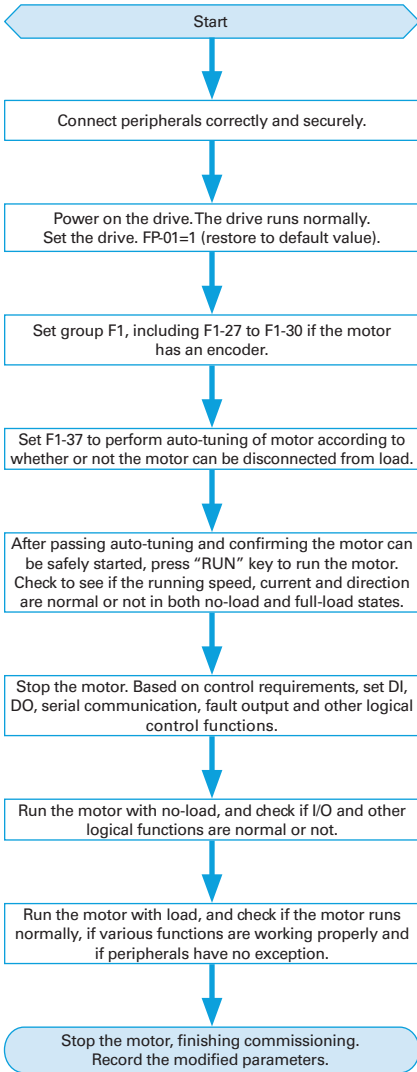 Start
Connect peripherals correctly and securely.
Power on the drive. The drive runs normally.
Set the drive. FP-01=1 (restore to default value).
Set group F1, including F1-27 to F1-30 if the motor
has an encoder.
Set F1-37 to perform auto-tuning of motor according to
whether or not the motor can be disconnected from load.
After passing auto-tuning and confirming the motor can
be safely started, press “RUN” key to run the motor.
Check to see if the running speed, current and direction
are normal or not in both no-load and full-load states.
Stop the motor. Based on control requirements, set DI,
DO, serial communication, fault output and other logical
control functions.
Run the motor with no-load, and check if I/O and other
logical functions are normal or not.
Run the motor with load, and check if the motor runs
normally, if various functions are working properly and
if peripherals have no exception.
Stop the motor, finishing commissioning.
Record the modified parameters.